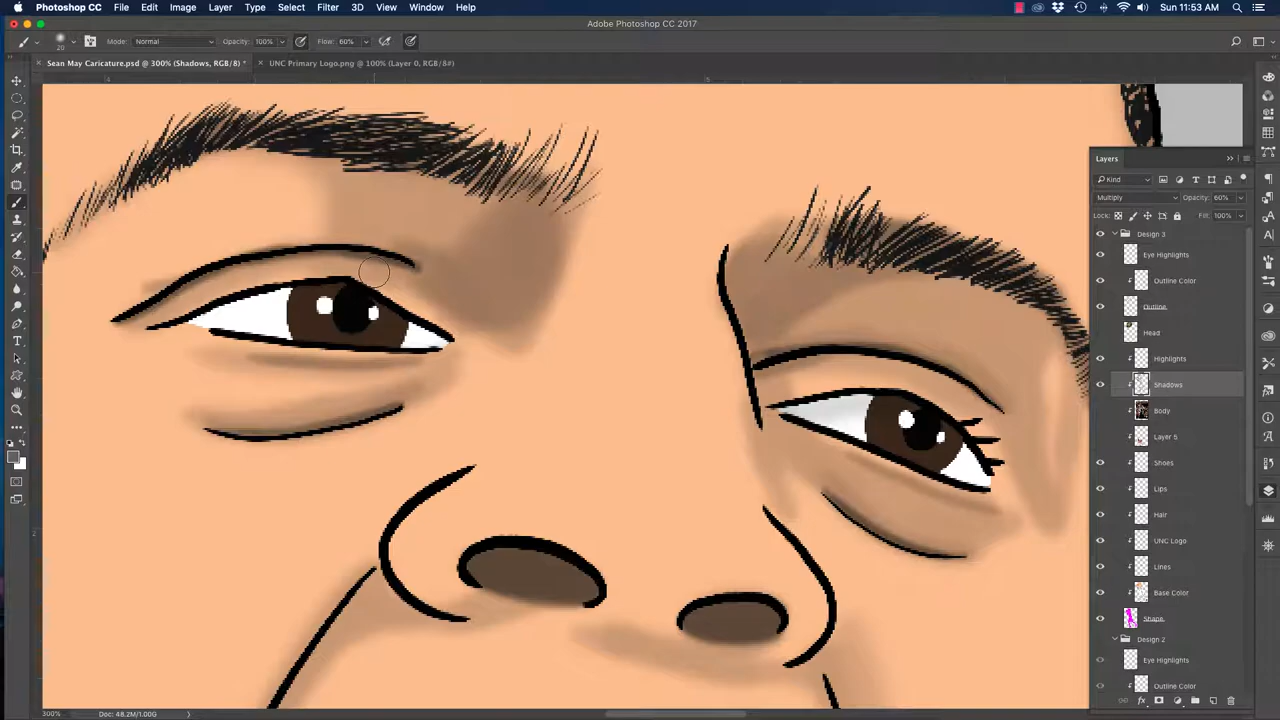 Photoshop CC File Edit Image Layer Type Select Filter 3D View Window Help Sun 11:53 AM
Adobe Photoshop CC 2017
20 Mode: Normal Opacity: 100% Flow: 60%
× Sean May Caricature.psd @ 300% (Shadows, RGB/8) * × UNC Primary Logo.png @ 100% (Layer 0, RGB/8#)
Layers
Kind
Multiply Opacity: 60%
Lock: Fill: 100%
Design 3
Eye Highlights
Outline Color
Outline
Head
Highlights
Shadows
Body
Layer 5
Shoes
Lips
Hair
UNC Logo
Lines
Base Color
Shape
Design 2
Eye Highlights
Outline Color
300% Doc: 48.2M/1.00G